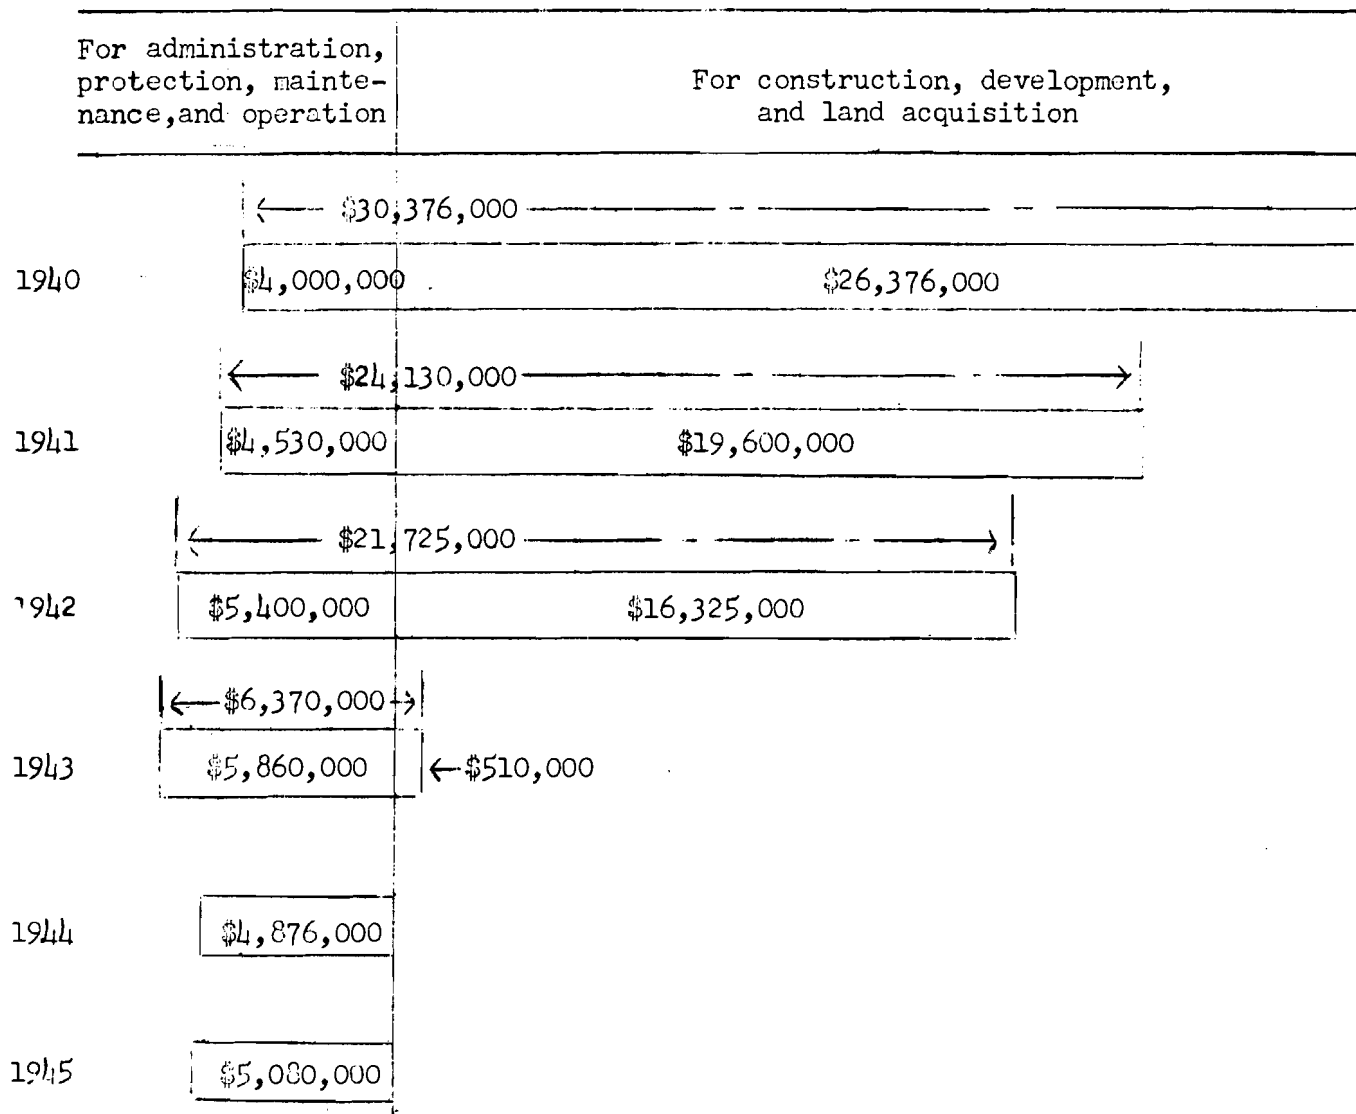 For administration,
protection, mainte-
nance,and operation
For construction, development,
and land acquisition
$30,376,000
1940 $4,000,000 $26,376,000
$24,130,000
1941 $4,530,000 $19,600,000
$21,725,000
1942 $5,400,000 $16,325,000
$6,370,000
1943 $5,860,000 $510,000
1944 $4,876,000
1945 $5,080,000